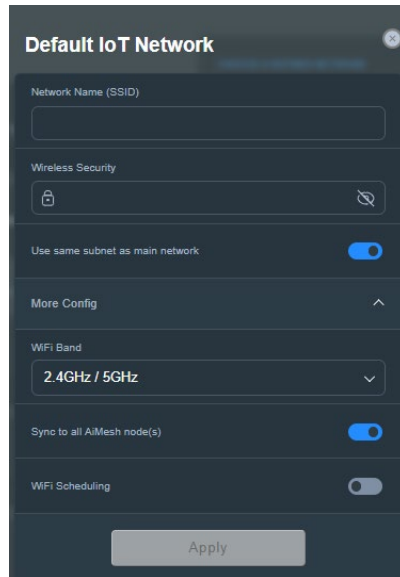 Default IoT Network
Network Name (SSID)
Wireless Security
Use same subnet as main network
More Config
WiFi Band
2.4GHz / 5GHz
Sync to all AiMesh node(s)
WiFi Scheduling
Apply